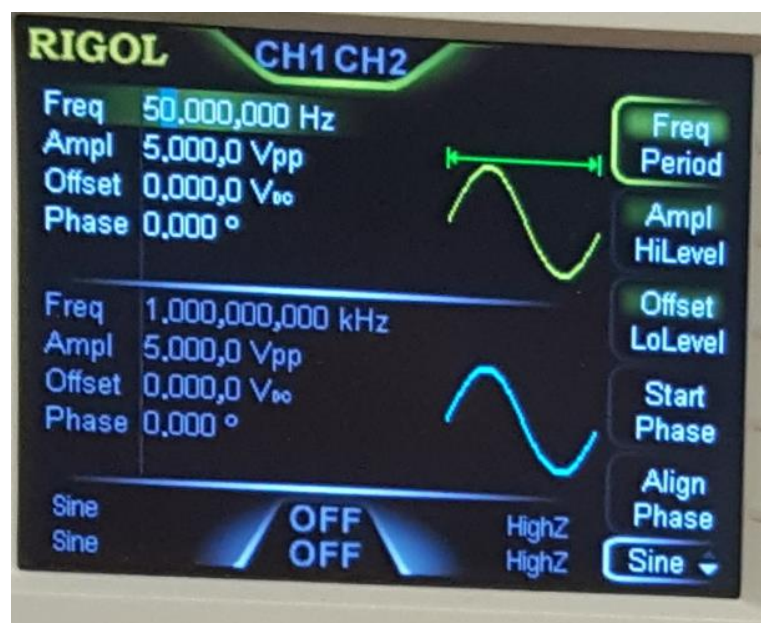 RIGOL CH1 CH2
Freq 50.000,000 Hz
Ampl 5.000,0 Vpp
Offset 0.000,0 VDC
Phase 0.000 °
Freq 1.000,000,000 kHz
Ampl 5.000,0 Vpp
Offset 0.000,0 VDC
Phase 0.000 °
Sine OFF HighZ
Sine OFF HighZ
Freq
Period
Ampl
HiLevel
Offset
LoLevel
Start
Phase
Align
Phase
Sine